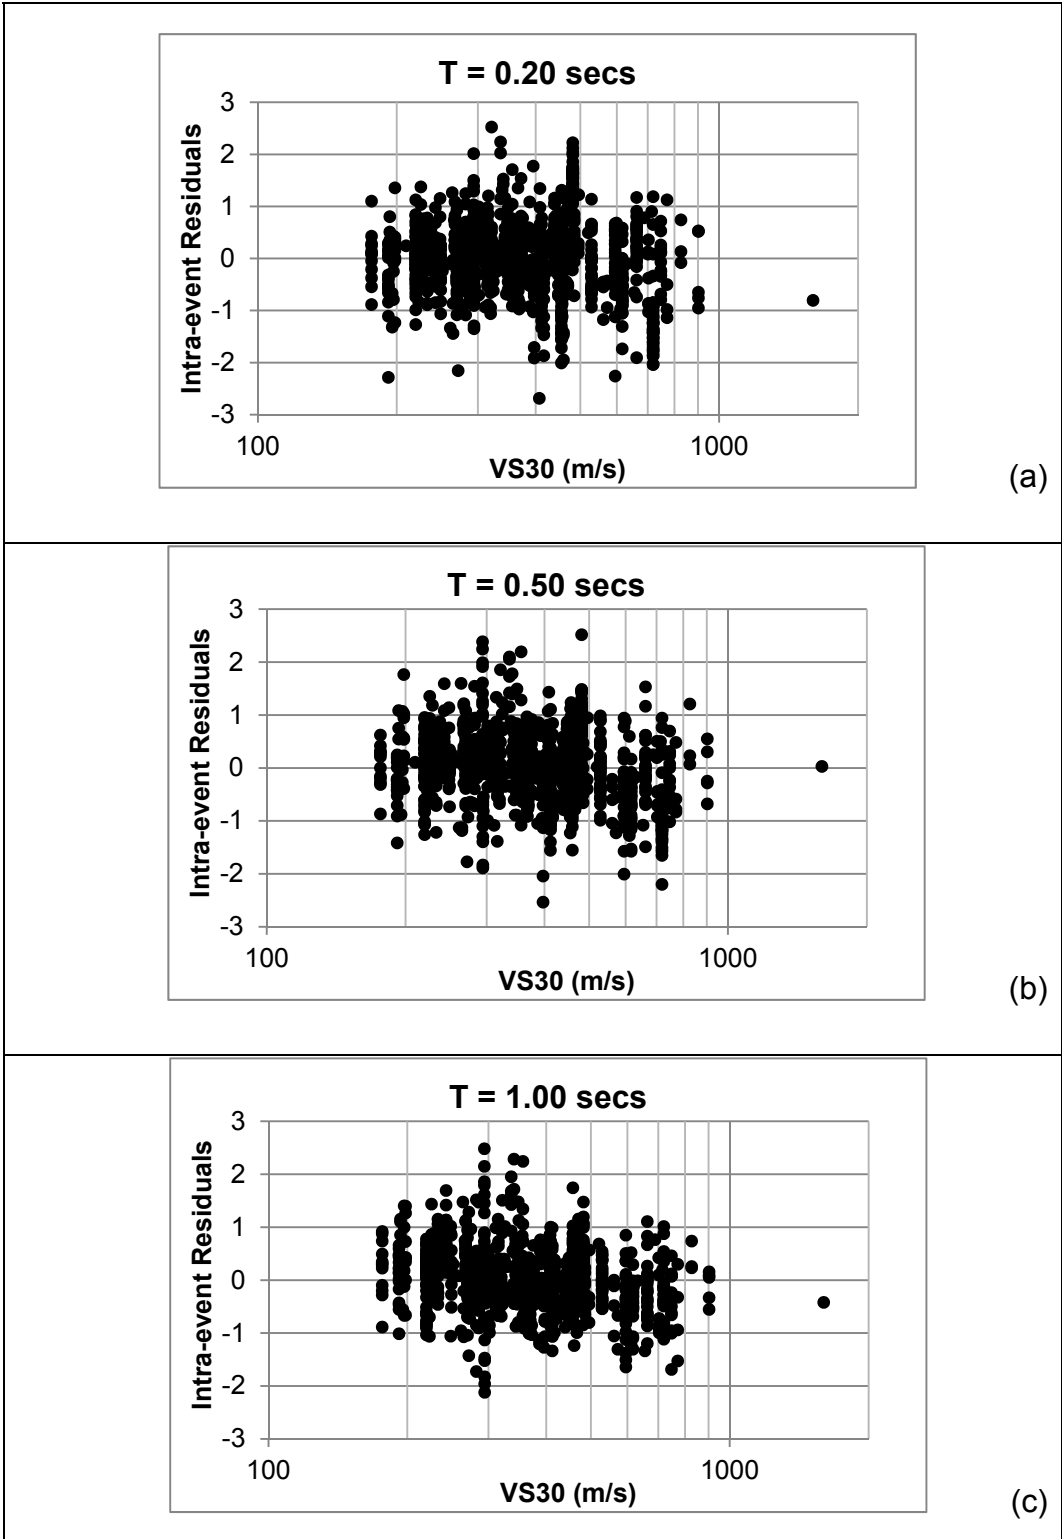 T = 0.20 secs
3
2
1
0
-1
-2
-3
Intra-event Residuals
100 1000
VS30 (m/s)
(a)
T = 0.50 secs
3
2
1
0
-1
-2
-3
Intra-event Residuals
100 1000
VS30 (m/s)
(b)
T = 1.00 secs
3
2
1
0
-1
-2
-3
Intra-event Residuals
100 1000
VS30 (m/s)
(c)